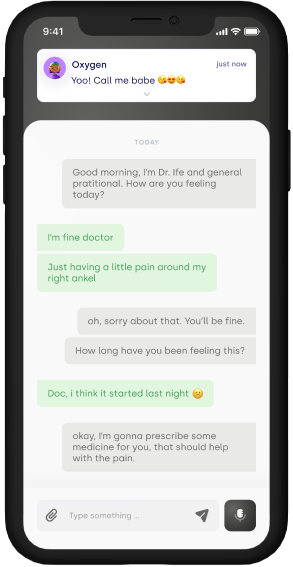 9:41
Oxygen just now
Yoo! Call me babe 😘😍😘
TODAY
Good morning, I'm Dr. Ife and general
pratitional. How are you feeling
today?
I'm fine doctor
Just having a little pain around my
right ankel
oh, sorry about that. You'll be fine.
How long have you been feeling this?
Doc, i think it started last night 🥲
okay, I'm gonna prescribe some
medicine for you, that should help
with the pain.
Type something ...